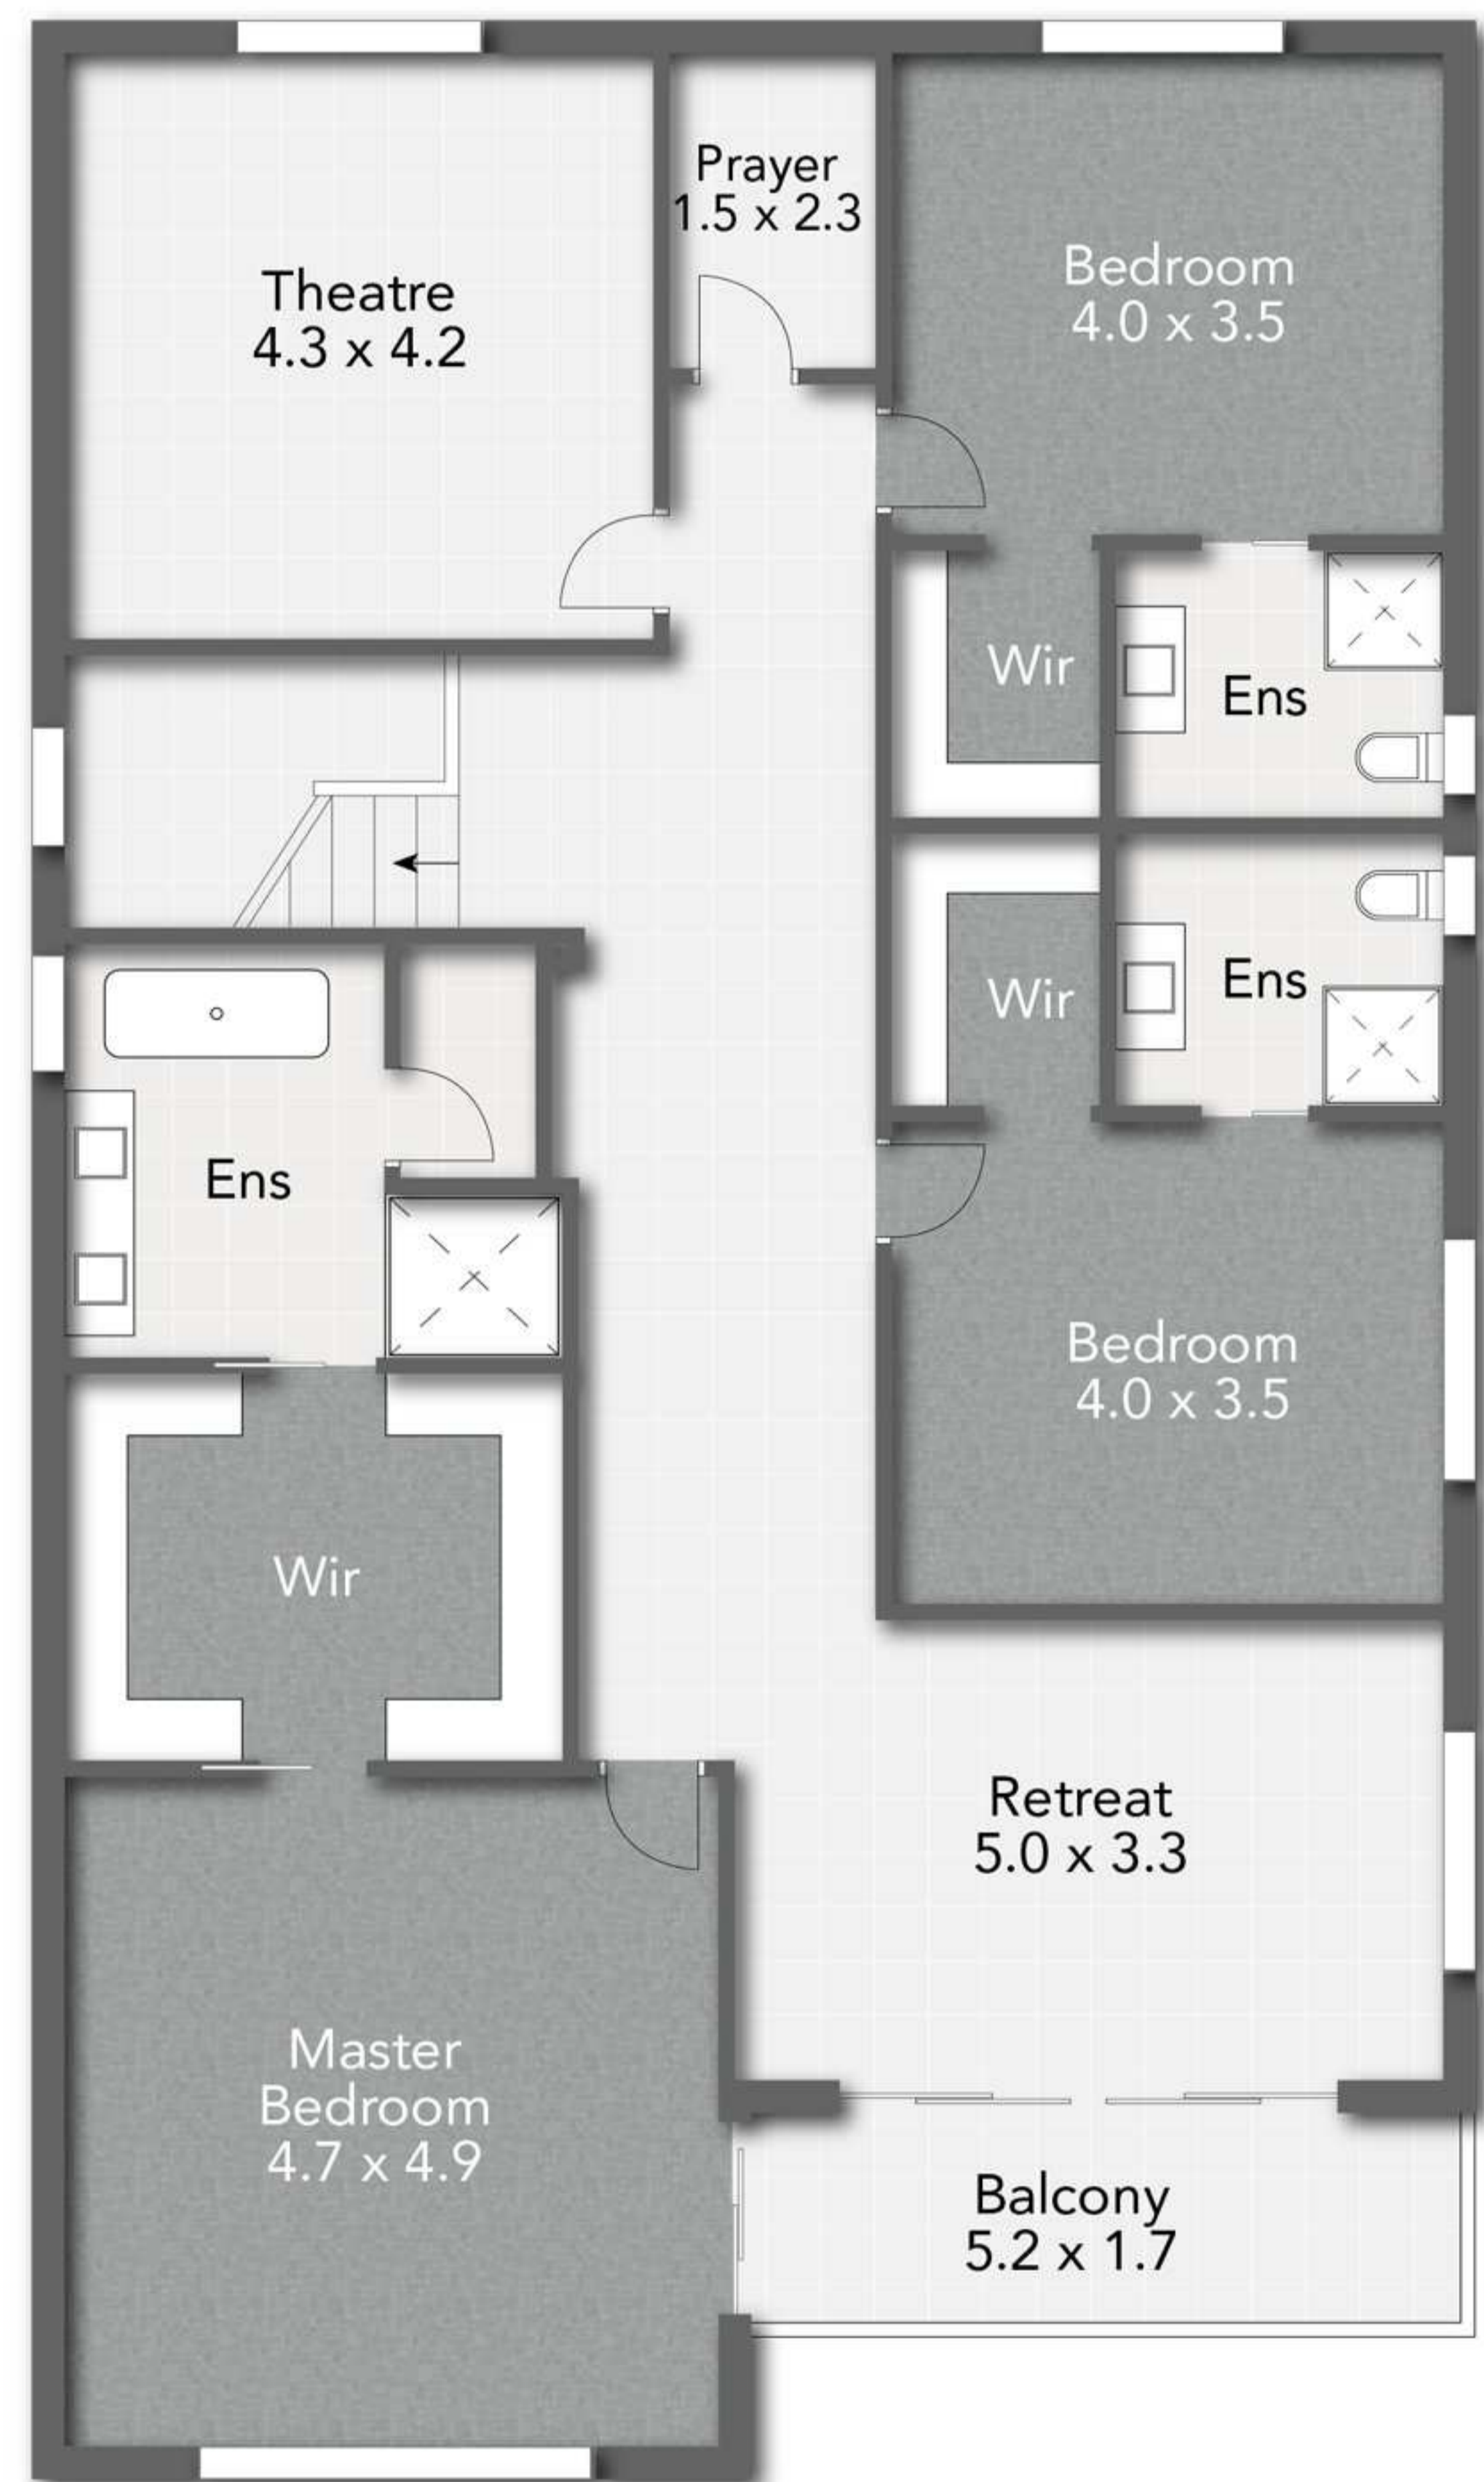 Prayer
1.5 x 2.3
Theatre
4.3 x 4.2
Bedroom
4.0 x 3.5
Wir
Ens
Wir
Ens
Ens
Bedroom
4.0 x 3.5
Wir
Retreat
5.0 x 3.3
Master
Bedroom
4.7 x 4.9
Balcony
5.2 x 1.7